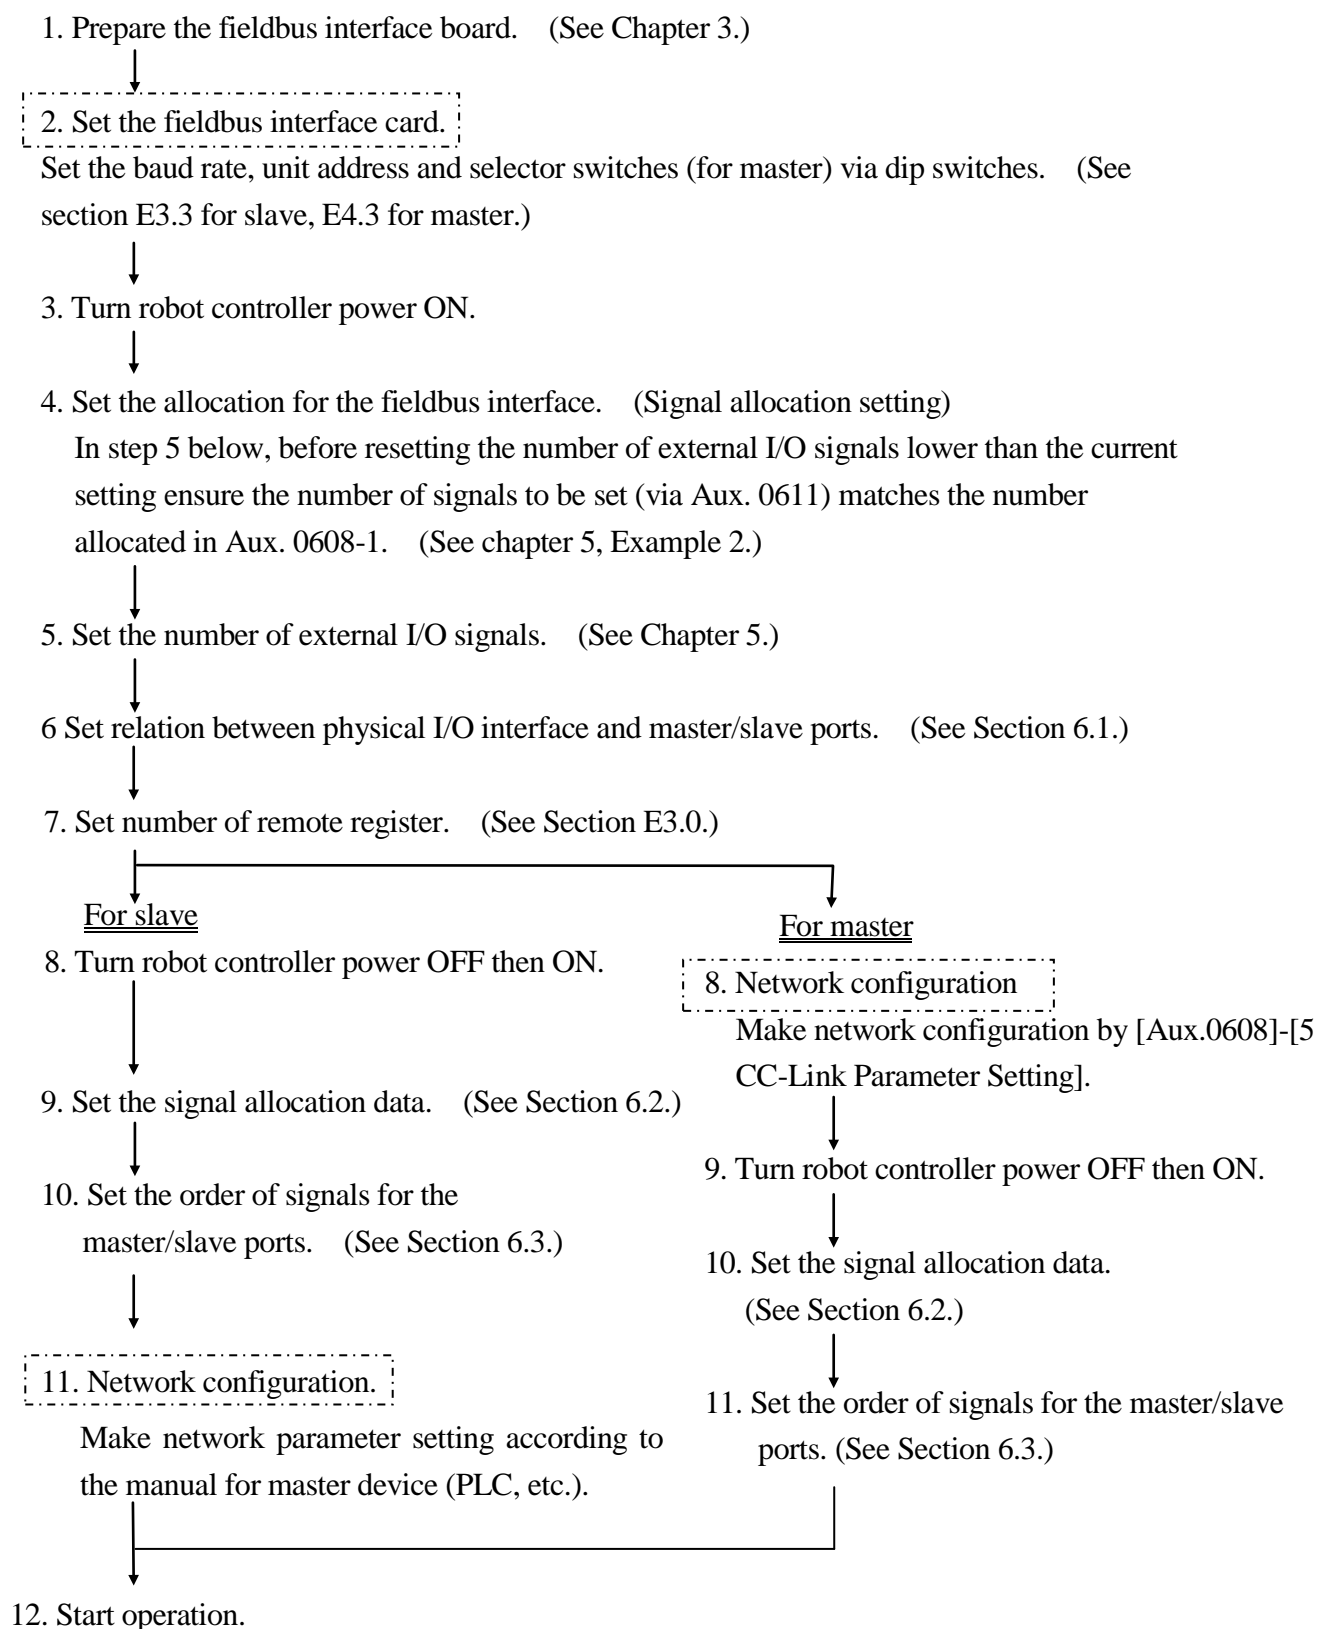 1. Prepare the fieldbus interface board. (See Chapter 3.)
2. Set the fieldbus interface card.
Set the baud rate, unit address and selector switches (for master) via dip switches. (See
section E3.3 for slave, E4.3 for master.)
3. Turn robot controller power ON.
4. Set the allocation for the fieldbus interface. (Signal allocation setting)
In step 5 below, before resetting the number of external I/O signals lower than the current
setting ensure the number of signals to be set (via Aux. 0611) matches the number
allocated in Aux. 0608-1. (See chapter 5, Example 2.)
5. Set the number of external I/O signals. (See Chapter 5.)
6 Set relation between physical I/O interface and master/slave ports. (See Section 6.1.)
7. Set number of remote register. (See Section E3.0.)
For slave
8. Turn robot controller power OFF then ON.
9. Set the signal allocation data. (See Section 6.2.)
10. Set the order of signals for the
master/slave ports. (See Section 6.3.)
11. Network configuration.
Make network parameter setting according to
the manual for master device (PLC, etc.).
For master
8. Network configuration
Make network configuration by [Aux.0608]-[5
CC-Link Parameter Setting].
9. Turn robot controller power OFF then ON.
10. Set the signal allocation data.
(See Section 6.2.)
11. Set the order of signals for the master/slave
ports. (See Section 6.3.)
12. Start operation.